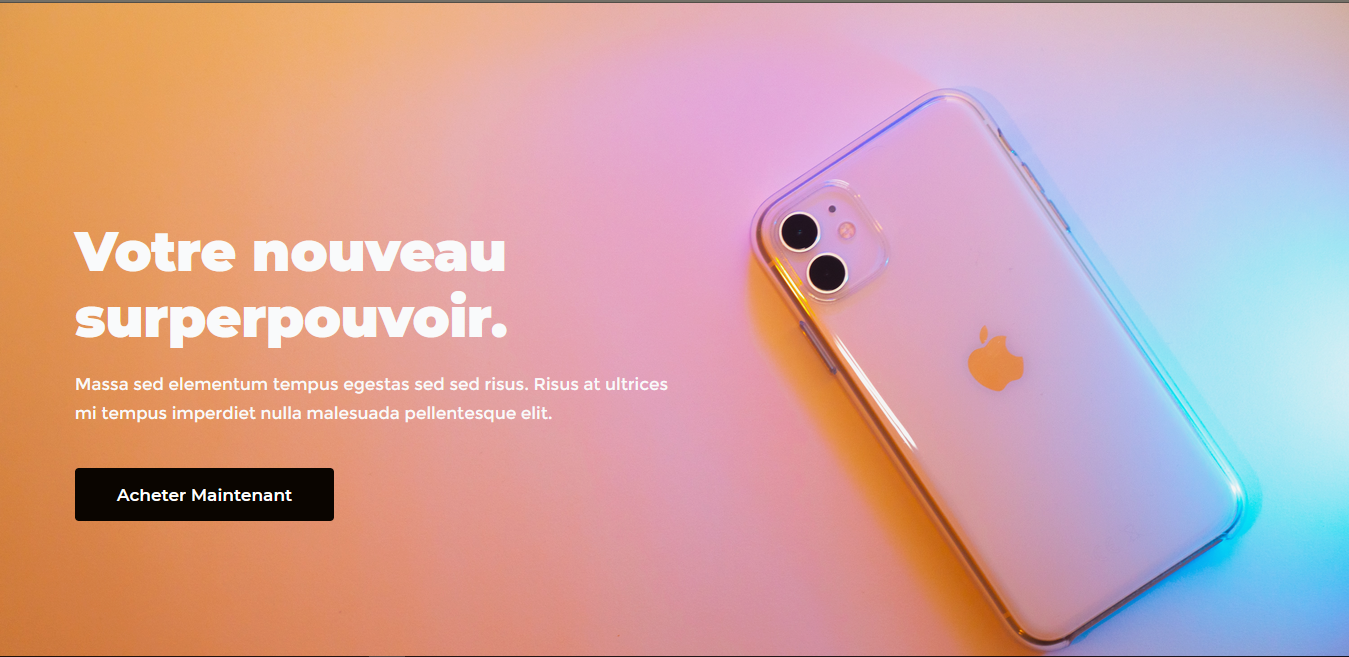 Votre nouveau
surperpouvoir.
Massa sed elementum tempus egestas sed sed risus. Risus at ultrices
mi tempus imperdiet nulla malesuada pellentesque elit.
Acheter Maintenant